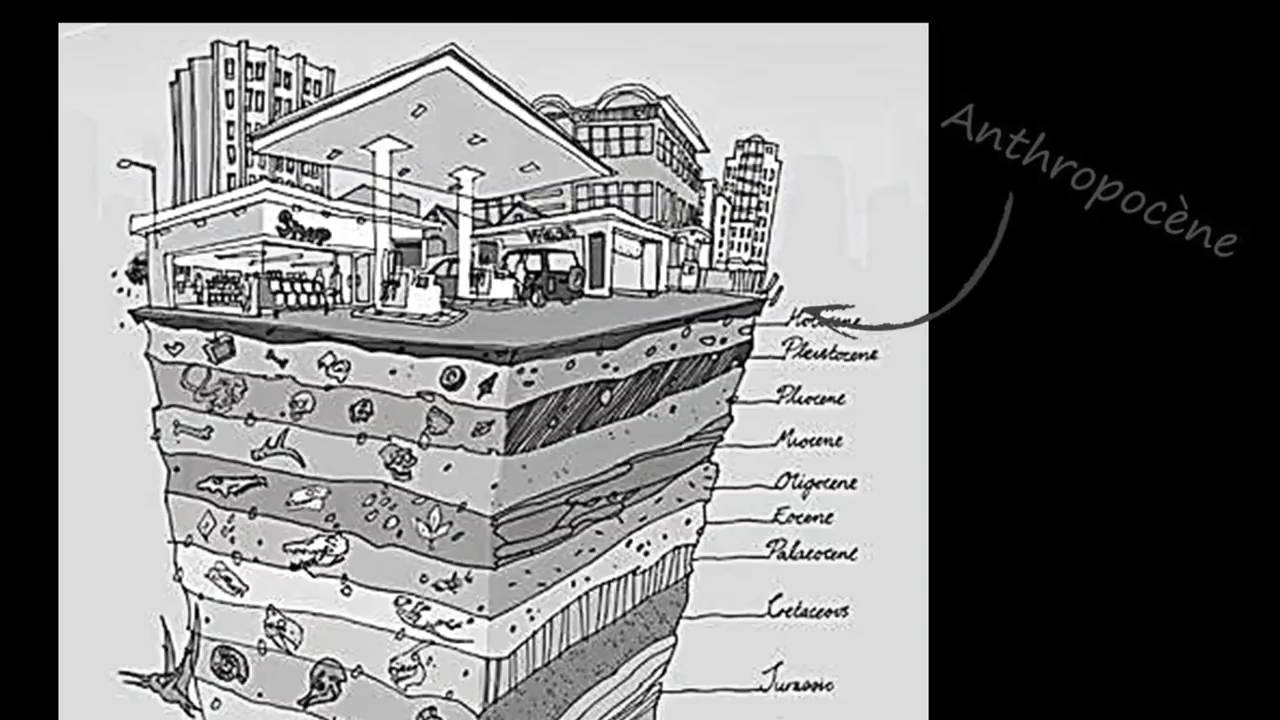 Anthropocène
Shop
Wash
Holocene
Pleistocene
Pliocene
Miocene
Oligocene
Eocene
Palaeocene
Cretaceous
Jurassic